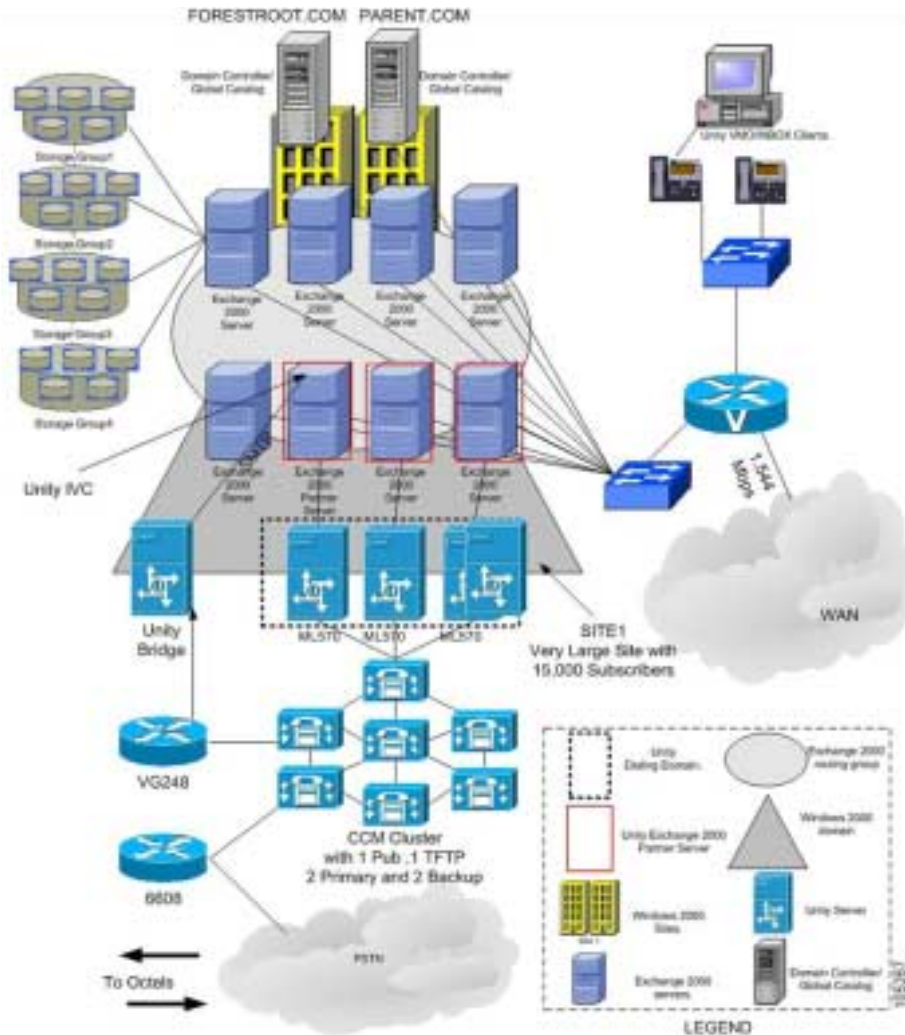 FORESTROOT.COM PARENT.COM
Domain Controller/
Global Catalog
Domain Controller/
Global Catalog
Storage Group1
Storage Group2
Storage Group3
Storage Group4
Exchange
2000
Server
Exchange
2000
Server
Exchange
2000
Server
Exchange
2000
Server
Exchange
2000
Server
Exchange
2000
Partner
Server
Exchange
2000
Server
Exchange
2000
Server
Unity IVC
Unity
Bridge
ML570
ML570
ML570
SITE1
Very Large Site with
15,000 Subscribers
Clients
V
1.544
Mbps
WAN
VG248
6608
CCM Cluster
with 1 Pub ,1 TFTP
2 Primary and 2 Backup
PSTN
To Octels
Unity
Dialing Domain
Exchange 2000
routing group
Unity Exchange 2000
Partner Server
Windows 2000
domain
Site 1
Windows 2000
Sites
Unity Server
Exchange 2000
servers
Domain Controller/
Global Catalog
LEGEND